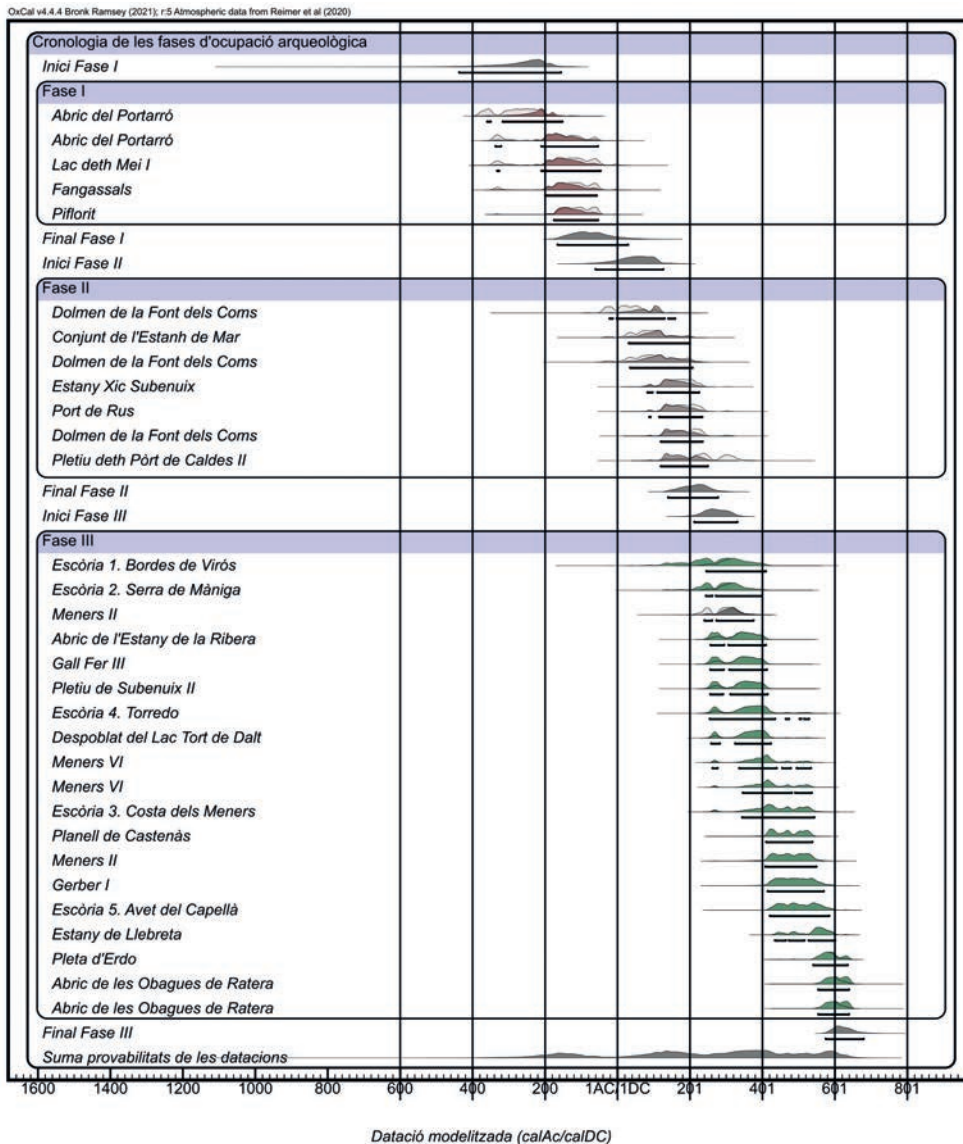 OxCal v4.4.4 Bronk Ramsey (2021); r:5 Atmospheric data from Reimer et al (2020)
Cronologia de les fases d'ocupació arqueològica
Inici Fase I
Fase I
Abric del Portarró
Abric del Portarró
Lac deth Mei I
Fangassals
Piflorit
Final Fase I
Inici Fase II
Fase II
Dolmen de la Font dels Coms
Conjunt de l'Estanh de Mar
Dolmen de la Font dels Coms
Estany Xic Subenuix
Port de Rus
Dolmen de la Font dels Coms
Pletiu deth Pòrt de Caldes II
Final Fase II
Inici Fase III
Fase III
Escòria 1. Bordes de Virós
Escòria 2. Serra de Màniga
Meners II
Abric de l'Estany de la Ribera
Gall Fer III
Pletiu de Subenuix II
Escòria 4. Torredo
Despoblat del Lac Tort de Dalt
Meners VI
Meners VI
Escòria 3. Costa dels Meners
Planell de Castenàs
Meners II
Gerber I
Escòria 5. Avet del Capellà
Estany de Llebreta
Pleta d'Erdo
Abric de les Obagues de Ratera
Abric de les Obagues de Ratera
Final Fase III
Suma provabilitats de les datacions
1600 1400 1200 1000 800 600 400 200 1AC/1DC 201 401 601 801
Datació modelitzada (calAc/calDC)